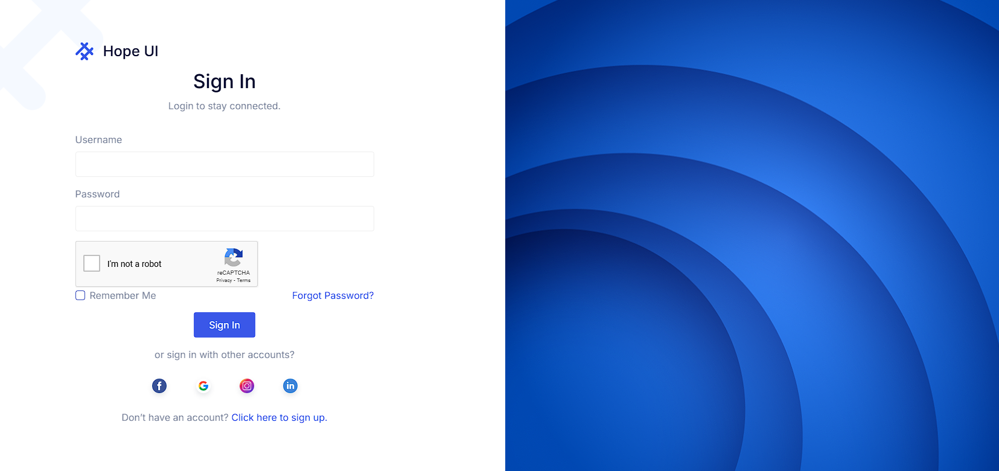 Hope UI
Sign In
Login to stay connected.
Username
Password
I'm not a robot
reCAPTCHA
Privacy - Terms
Remember Me
Forgot Password?
Sign In
or sign in with other accounts?
Don’t have an account? Click here to sign up.